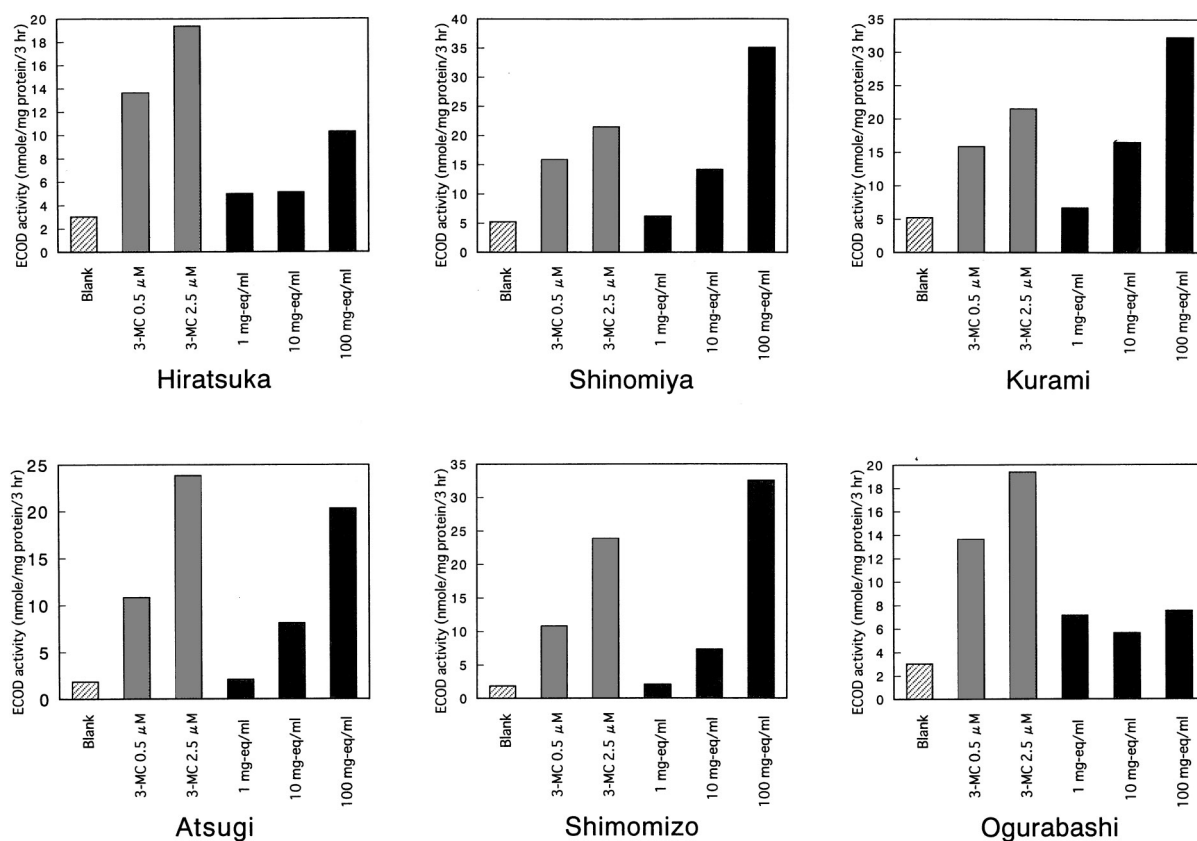 ECOD activity (nmole/mg protein/3 hr)
20
18
16
14
12
10
8
6
4
2
0
Blank
3-MC 0.5 μM
3-MC 2.5 μM
1 mg-eq/ml
10 mg-eq/ml
100 mg-eq/ml
Hiratsuka
ECOD activity (nmole/mg protein/3 hr)
40
35
30
25
20
15
10
5
0
Blank
3-MC 0.5 μM
3-MC 2.5 μM
1 mg-eq/ml
10 mg-eq/ml
100 mg-eq/ml
Shinomiya
ECOD activity (nmole/mg protein/3 hr)
35
30
25
20
15
10
5
0
Blank
3-MC 0.5 μM
3-MC 2.5 μM
1 mg-eq/ml
10 mg-eq/ml
100 mg-eq/ml
Kurami
ECOD activity (nmole/mg protein/3 hr)
25
20
15
10
5
0
Blank
3-MC 0.5 μM
3-MC 2.5 μM
1 mg-eq/ml
10 mg-eq/ml
100 mg-eq/ml
Atsugi
ECOD activity (nmole/mg protein/3 hr)
35
30
25
20
15
10
5
0
Blank
3-MC 0.5 μM
3-MC 2.5 μM
1 mg-eq/ml
10 mg-eq/ml
100 mg-eq/ml
Shimomizo
ECOD activity (nmole/mg protein/3 hr)
20
18
16
14
12
10
8
6
4
2
0
Blank
3-MC 0.5 μM
3-MC 2.5 μM
1 mg-eq/ml
10 mg-eq/ml
100 mg-eq/ml
Ogurabashi